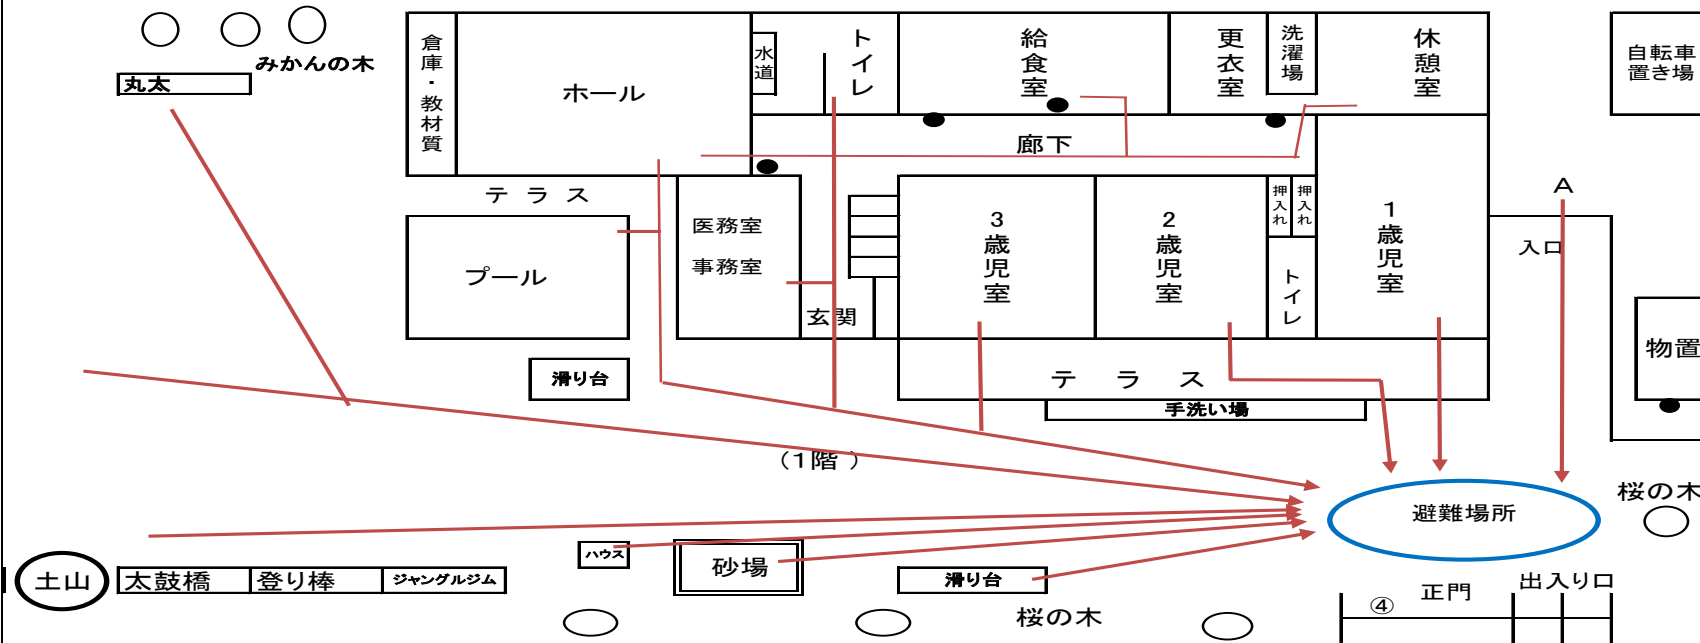 みかんの木
丸太
倉庫・教材質
ホール
水道
トイレ
給食室
更衣室
洗濯場
休憩室
自転車
置き場
廊下
テラス
プール
医務室
事務室
玄関
3歳児室
2歳児室
押入れ
押入れ
トイレ
1歳児室
A
入口
物置
滑り台
テラス
手洗い場
（1階）
避難場所
桜の木
土山
太鼓橋
登り棒
ジャングルジム
ハウス
砂場
滑り台
桜の木
④
正門
出入り口